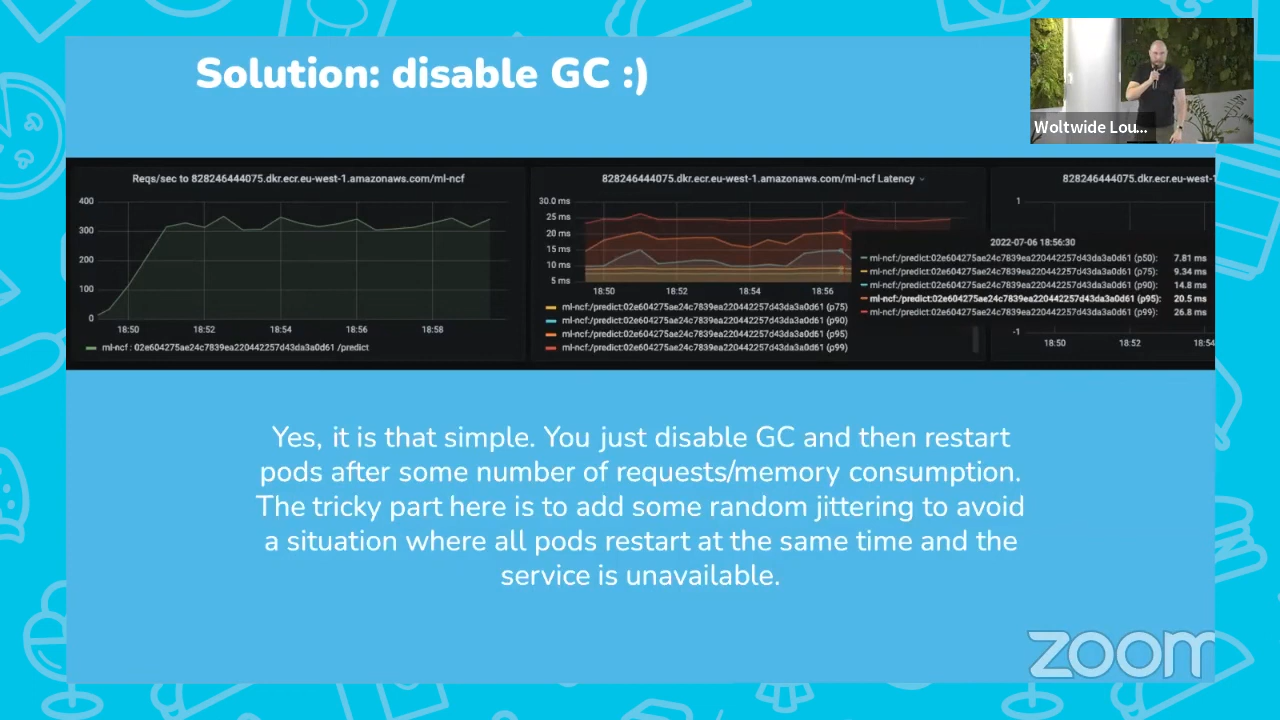 Solution: disable GC :)
Woltwide Lou...
Reqs/sec to 828246444075.dkr.ecr.eu-west-1.amazonaws.com/ml-ncf
400
300
200
100
0
18:50 18:52 18:54 18:56 18:58
ml-ncf : 02e604275ae24c7839ea220442257d43da3a0d61 /predict
828246444075.dkr.ecr.eu-west-1.amazonaws.com/ml-ncf Latency
30.0 ms
25 ms
20 ms
15 ms
10 ms
5 ms
18:50 18:52 18:54 18:56
ml-ncf:/predict:02e604275ae24c7839ea220442257d43da3a0d61 (p75)
ml-ncf:/predict:02e604275ae24c7839ea220442257d43da3a0d61 (p90)
ml-ncf:/predict:02e604275ae24c7839ea220442257d43da3a0d61 (p95)
ml-ncf:/predict:02e604275ae24c7839ea220442257d43da3a0d61 (p99)
2022-07-06 18:56:30
ml-ncf:/predict:02e604275ae24c7839ea220442257d43da3a0d61 (p50): 7.81 ms
ml-ncf:/predict:02e604275ae24c7839ea220442257d43da3a0d61 (p75): 9.34 ms
ml-ncf:/predict:02e604275ae24c7839ea220442257d43da3a0d61 (p90): 14.8 ms
ml-ncf:/predict:02e604275ae24c7839ea220442257d43da3a0d61 (p95): 20.5 ms
ml-ncf:/predict:02e604275ae24c7839ea220442257d43da3a0d61 (p99): 26.8 ms
828246444075.dkr.ecr.eu-west-1
1
-1
18:50 18:52 18:54
Yes, it is that simple. You just disable GC and then restart
pods after some number of requests/memory consumption.
The tricky part here is to add some random jittering to avoid
a situation where all pods restart at the same time and the
service is unavailable.
zoom